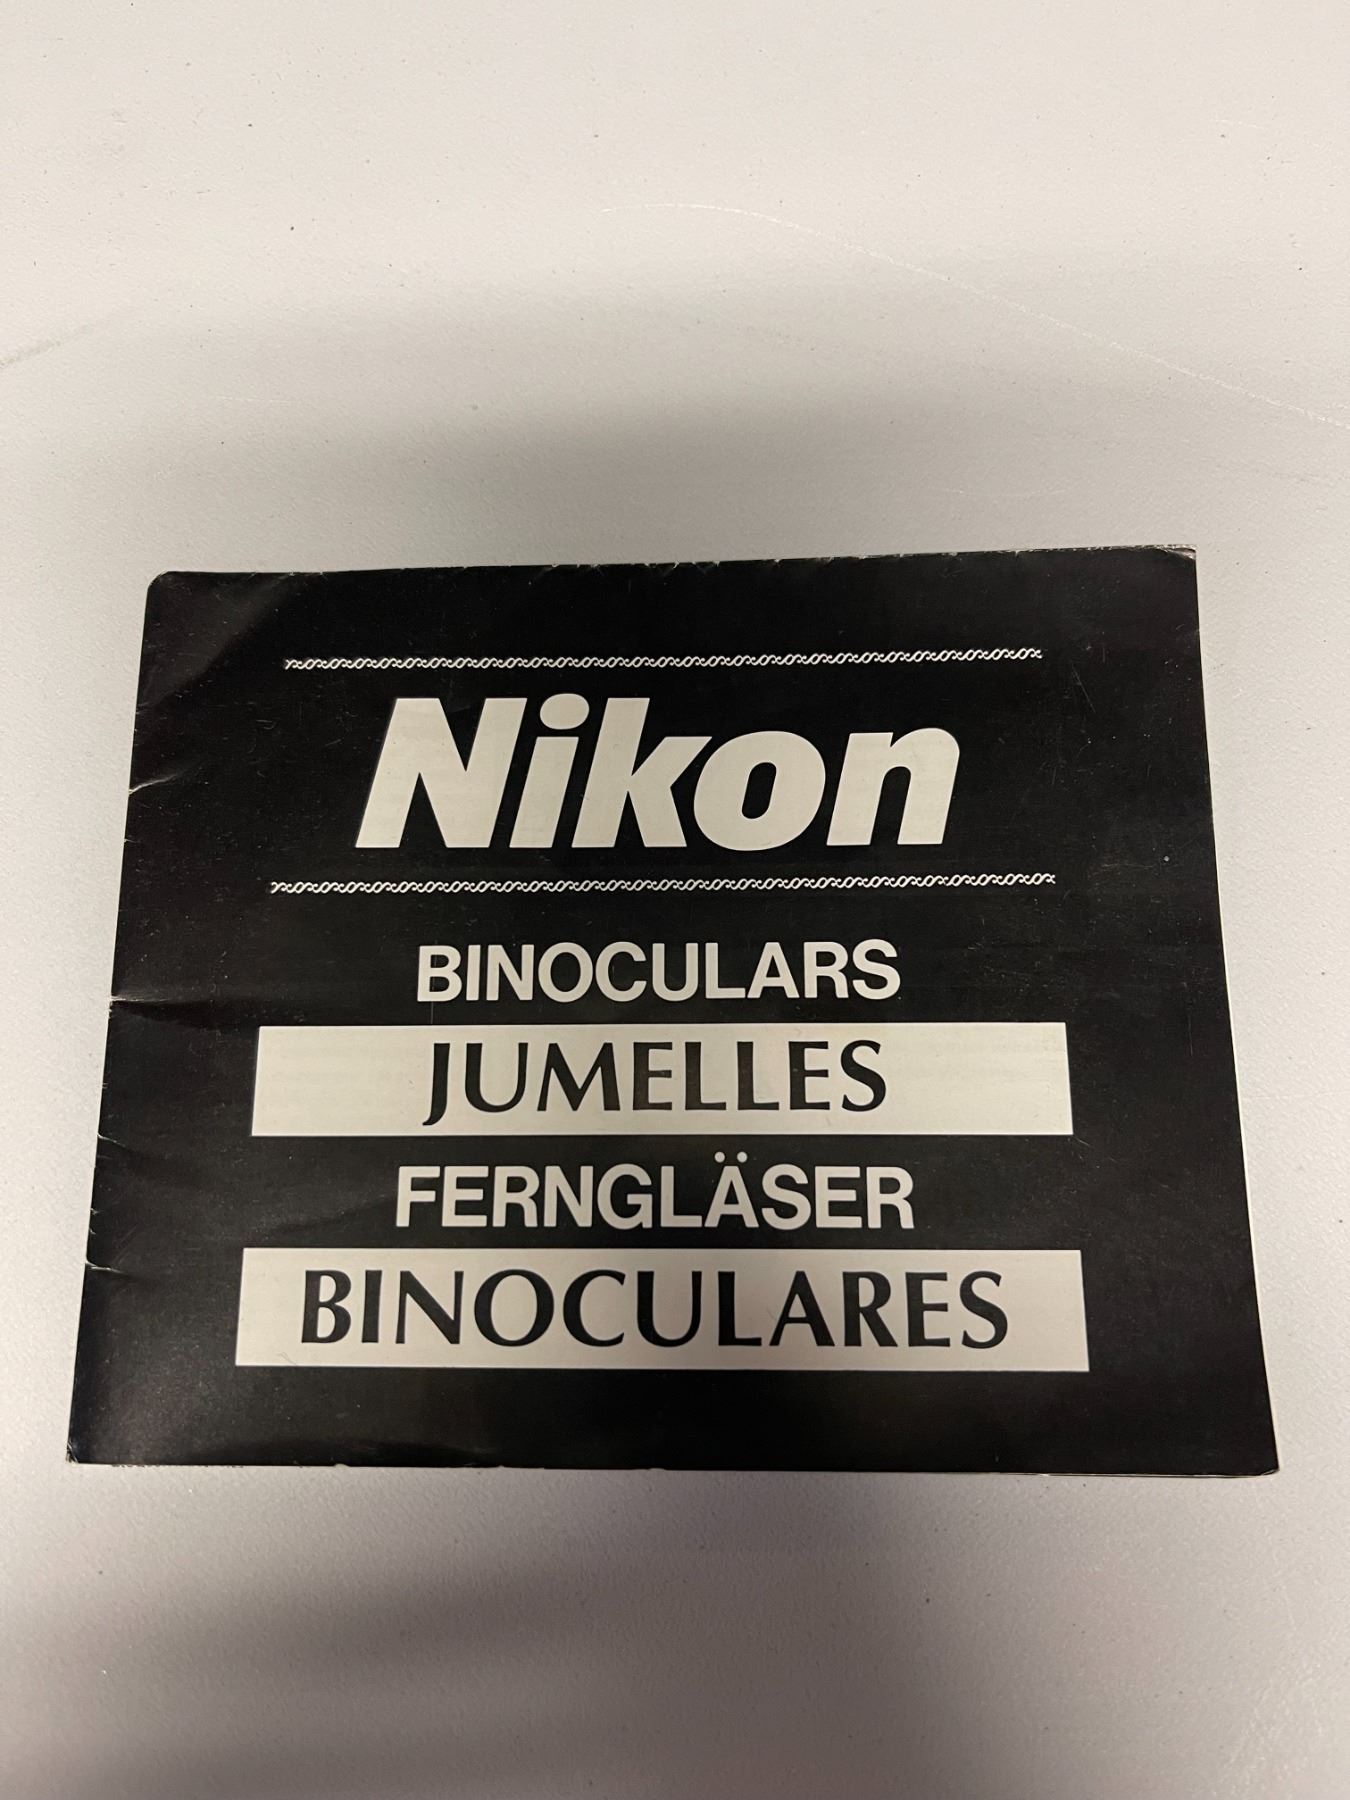 Nikon
BINOCULARS
JUMELLES
FERNGLÄSER
BINOCULARES